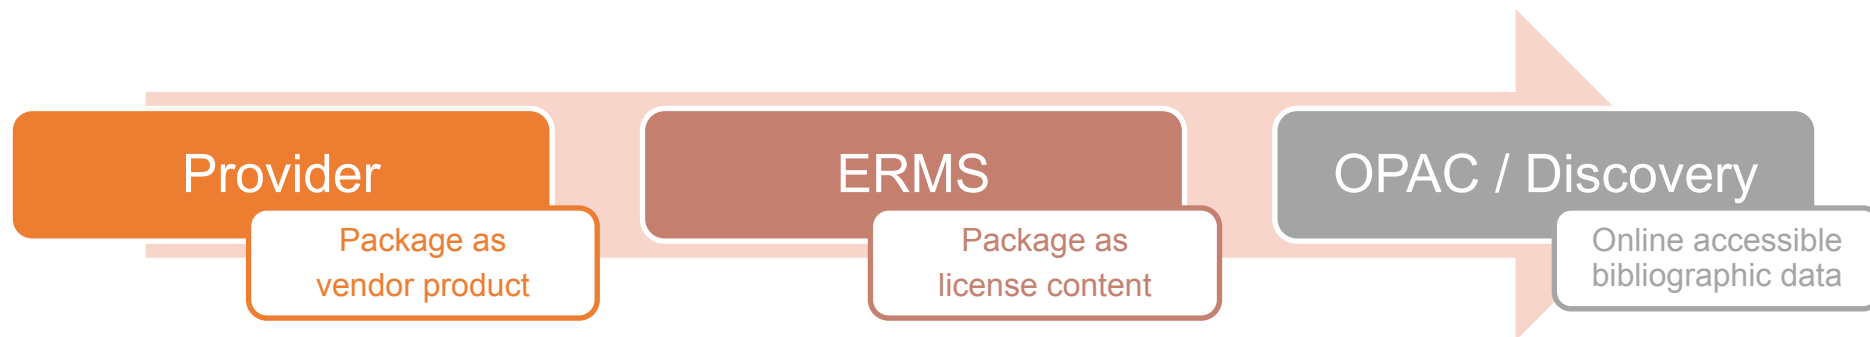 Provider
Package as
vendor product
ERMS
Package as
license content
OPAC / Discovery
Online accessible
bibliographic data